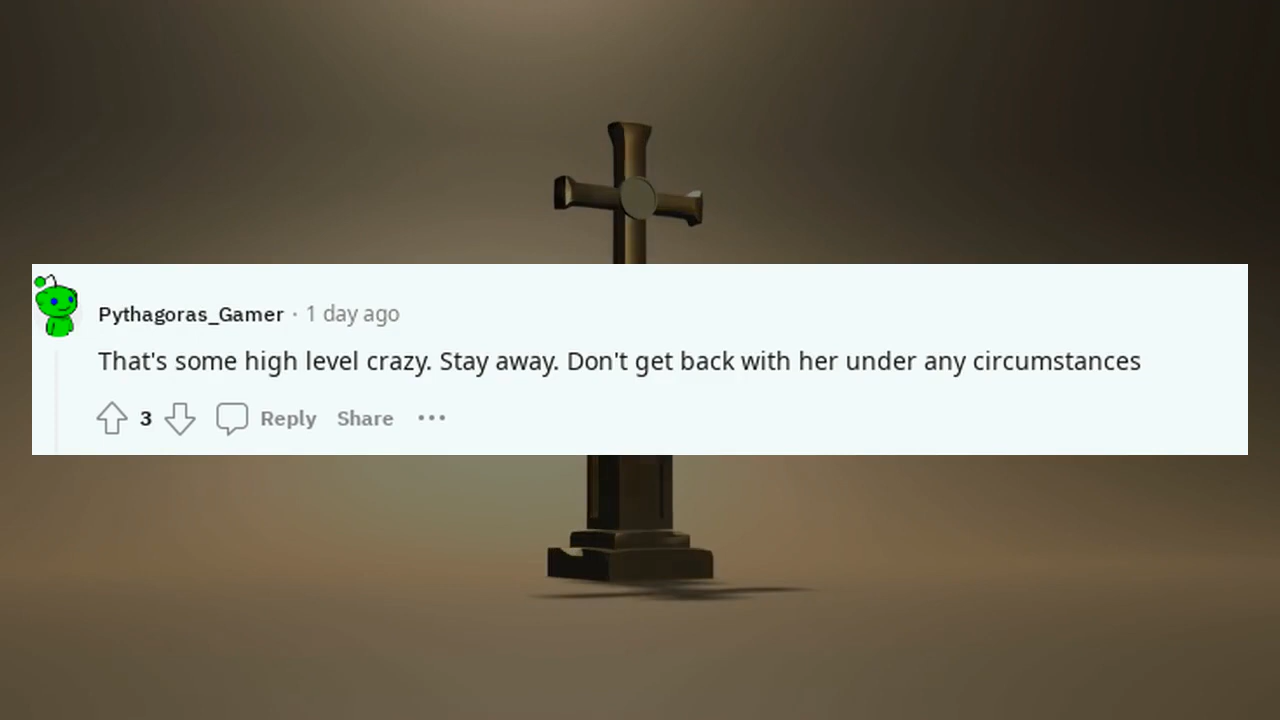 Pythagoras_Gamer · 1 day ago
That's some high level crazy. Stay away. Don't get back with her under any circumstances
3 Reply Share ···